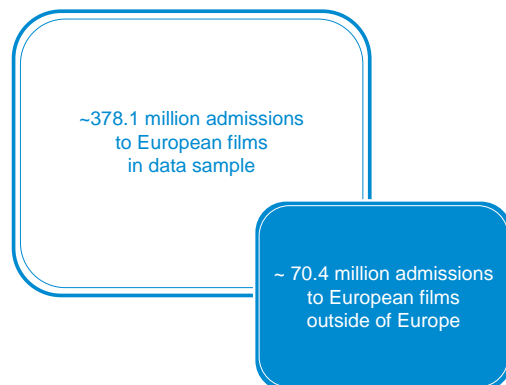 ~378.1 million admissions
to European films
in data sample
~ 70.4 million admissions
to European films
outside of Europe